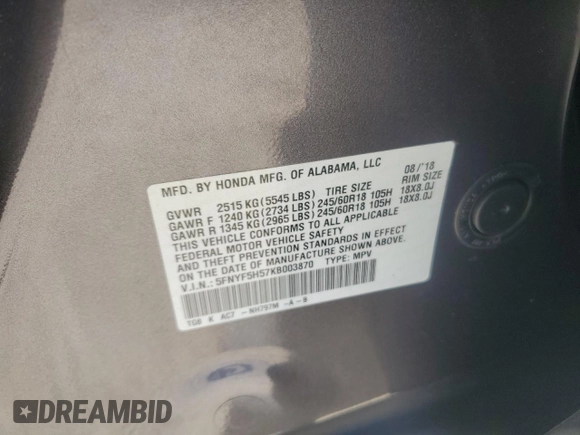 MFD. BY HONDA MFG. OF ALABAMA, LLC 08/'18
GVWR 2515 KG (5545 LBS) TIRE SIZE RIM SIZE
GAWR F 1240 KG (2734 LBS) 245/60R18 105H 18X8.0J
GAWR R 1345 KG (2965 LBS) 245/60R18 105H 18X8.0J
THIS VEHICLE CONFORMS TO ALL APPLICABLE
FEDERAL MOTOR VEHICLE SAFETY
AND THEFT PREVENTION STANDARDS IN EFFECT
ON THE DATE OF MANUFACTURE SHOWN ABOVE.
V.I.N.: 5FNYF5H57KB003870 TYPE: MPV
TG8 K AC7 -NH797M -A-B
DREAMBID